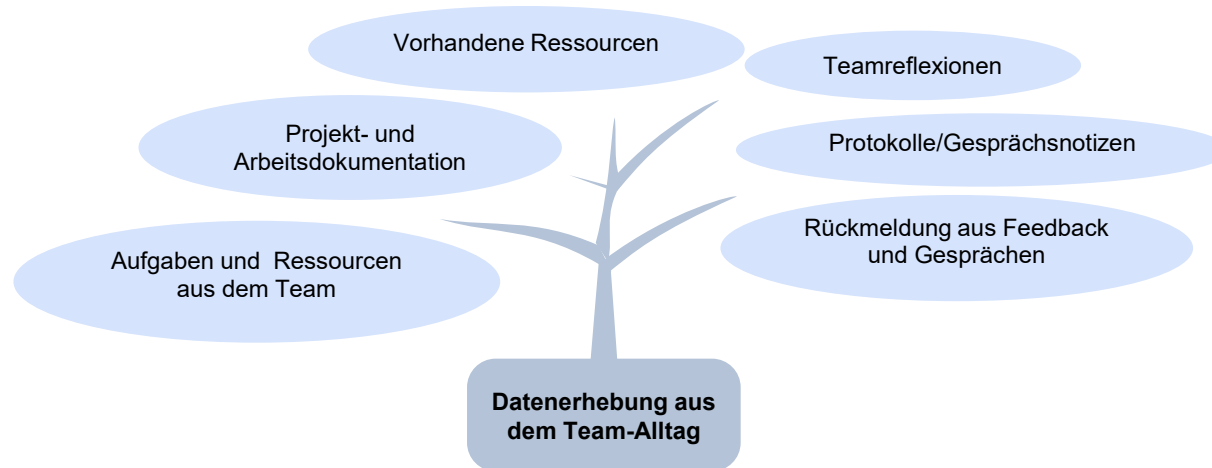 Vorhandene Ressourcen
Teamreflexionen
Projekt- und
Arbeitsdokumentation
Protokolle/Gesprächsnotizen
Rückmeldung aus Feedback
und Gesprächen
Aufgaben und  Ressourcen
aus dem Team
Datenerhebung aus
dem Team-Alltag